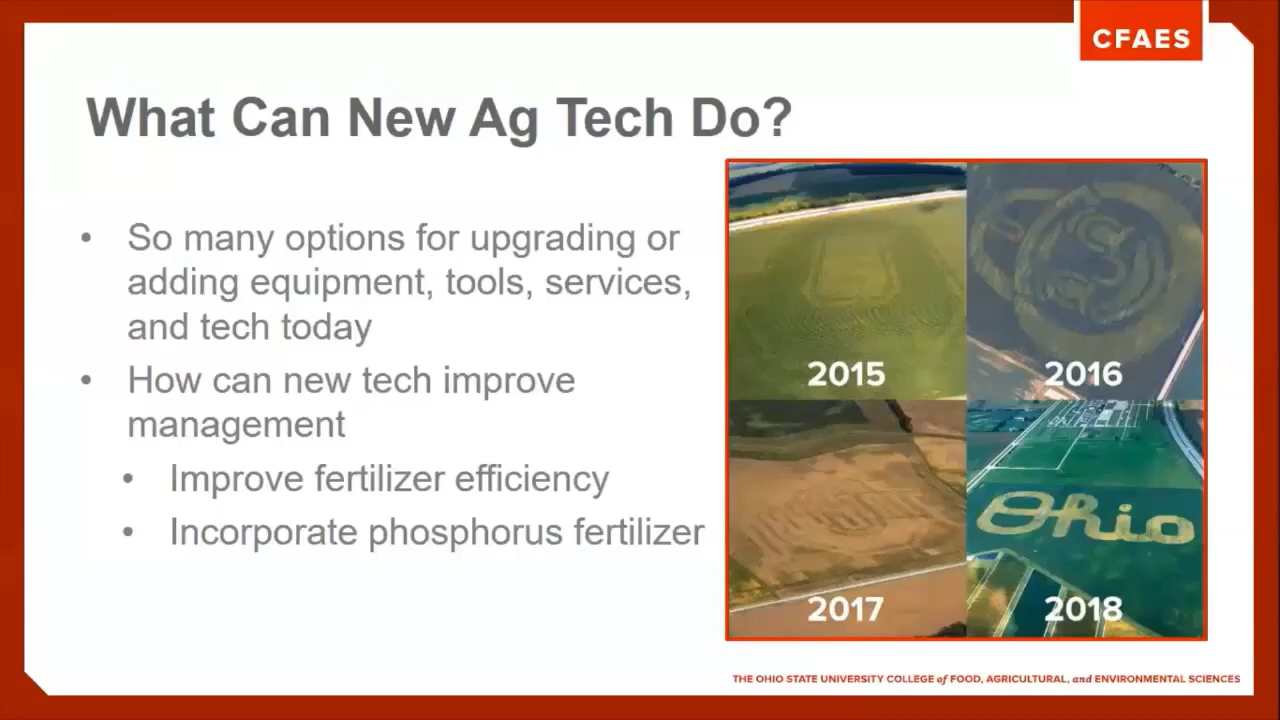 CFAES
What Can New Ag Tech Do?
• So many options for upgrading or
adding equipment, tools, services,
and tech today
• How can new tech improve
management
• Improve fertilizer efficiency
• Incorporate phosphorus fertilizer
2015
2016
Ohio
2017
2018
THE OHIO STATE UNIVERSITY COLLEGE of FOOD, AGRICULTURAL, and ENVIRONMENTAL SCIENCES